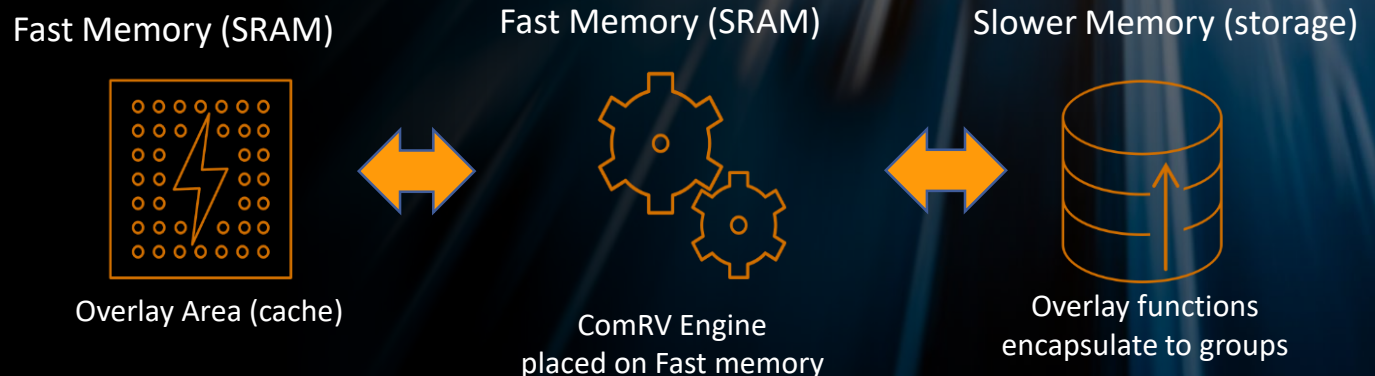 Fast Memory (SRAM)
Fast Memory (SRAM)
Slower Memory (storage)
Overlay Area (cache)
ComRV Engine
placed on Fast memory
Overlay functions
encapsulate to groups